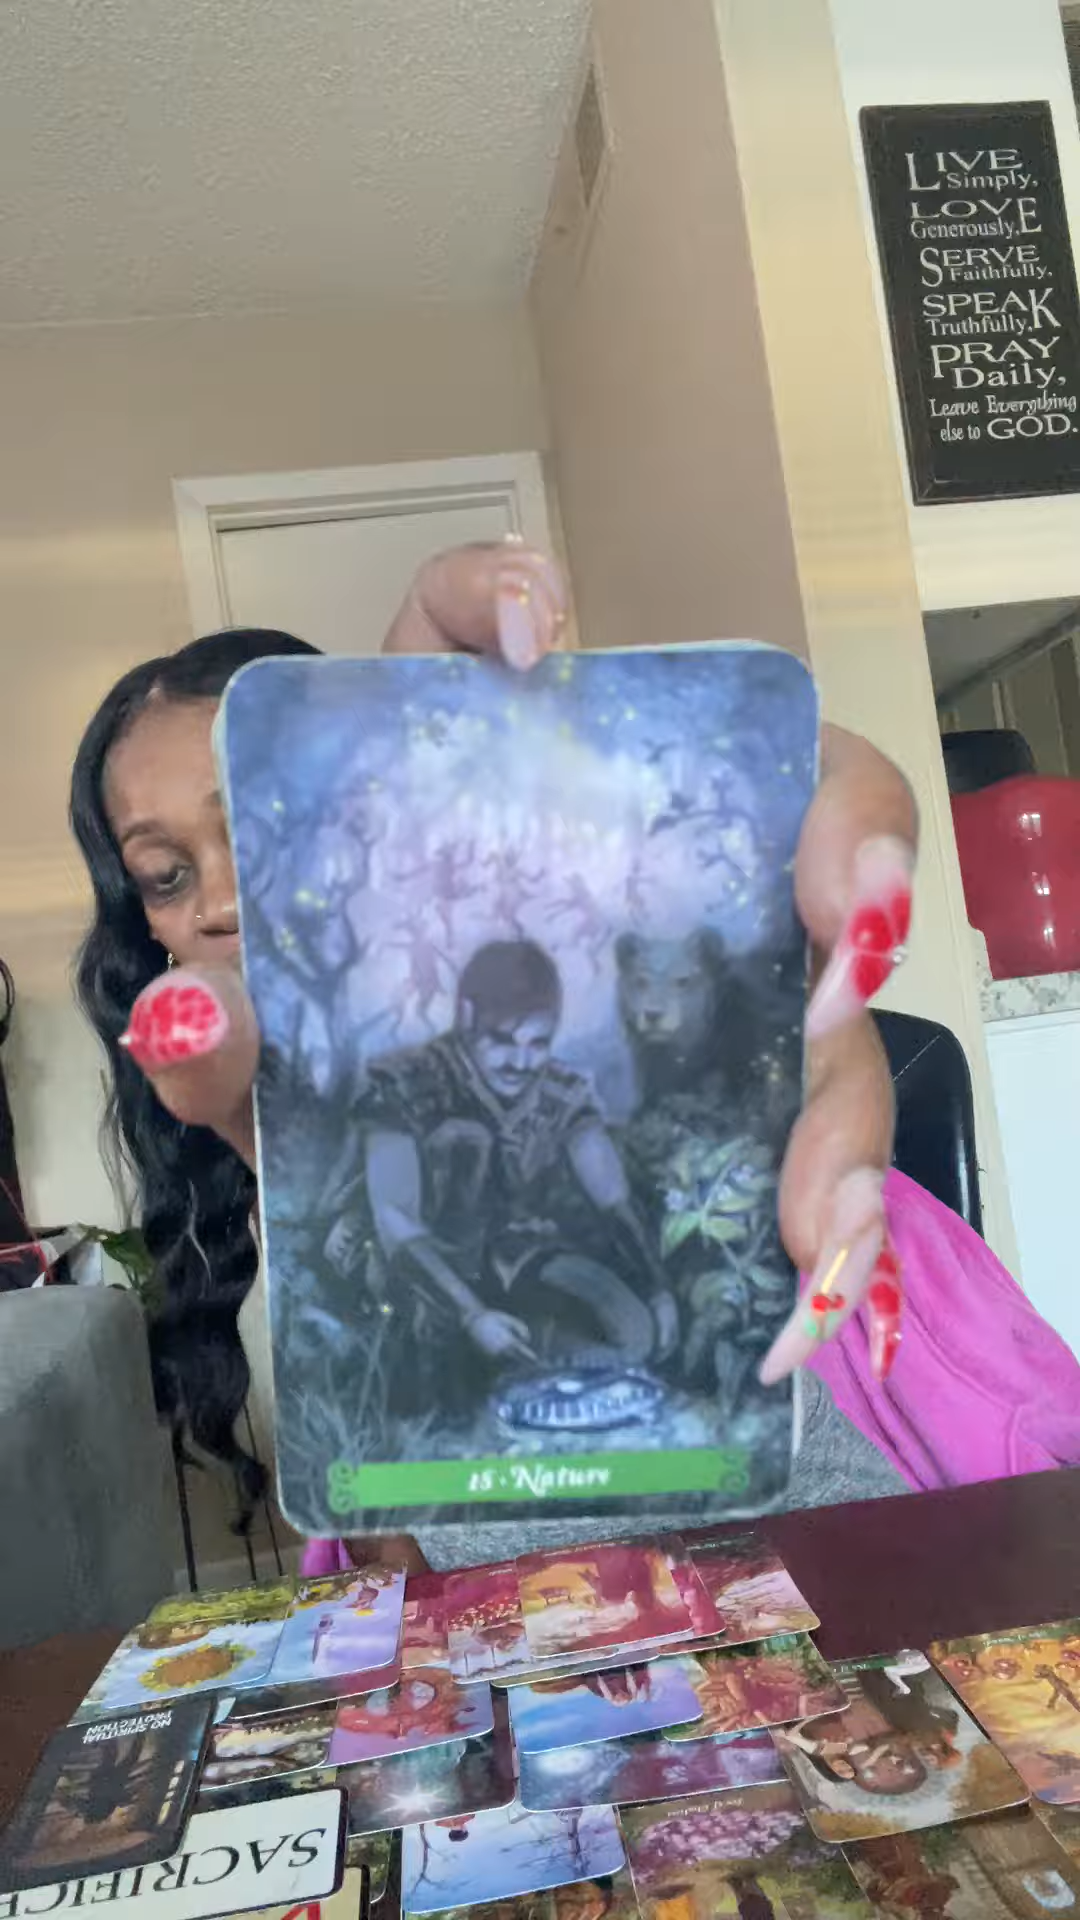 LIVE
Simply,
LOVE
Generously,
SERVE
Faithfully,
SPEAK
Truthfully,
PRAY
Daily,
Leave Everything
else to GOD.
15 · Nature
NO SPIRITUAL
PROTECTION
SACRIFICE